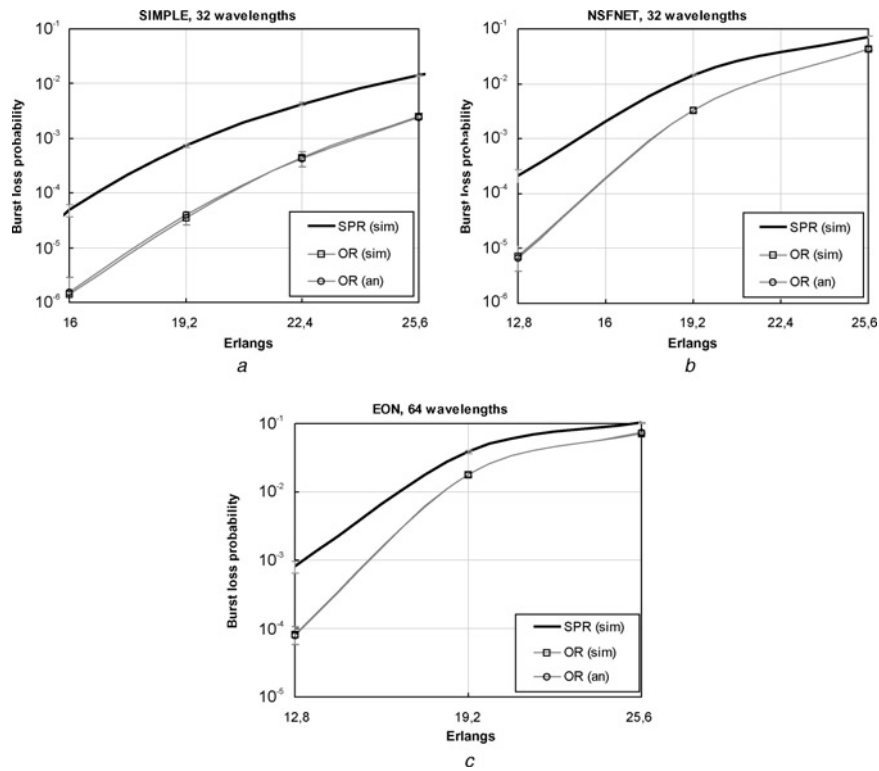 SIMPLE, 32 wavelengths
10-1
10-2
10-3
10-4
10-5
10-6
Burst loss probability
SPR (sim)
OR (sim)
OR (an)
16 19,2 22,4 25,6
Erlangs
a
NSFNET, 32 wavelengths
10-1
10-2
10-3
10-4
10-5
10-6
Burst loss probability
SPR (sim)
OR (sim)
OR (an)
12,8 16 19,2 22,4 25,6
Erlangs
b
EON, 64 wavelengths
10-1
10-2
10-3
10-4
10-5
Burst loss probability
SPR (sim)
OR (sim)
OR (an)
12,8 19,2 25,6
Erlangs
c